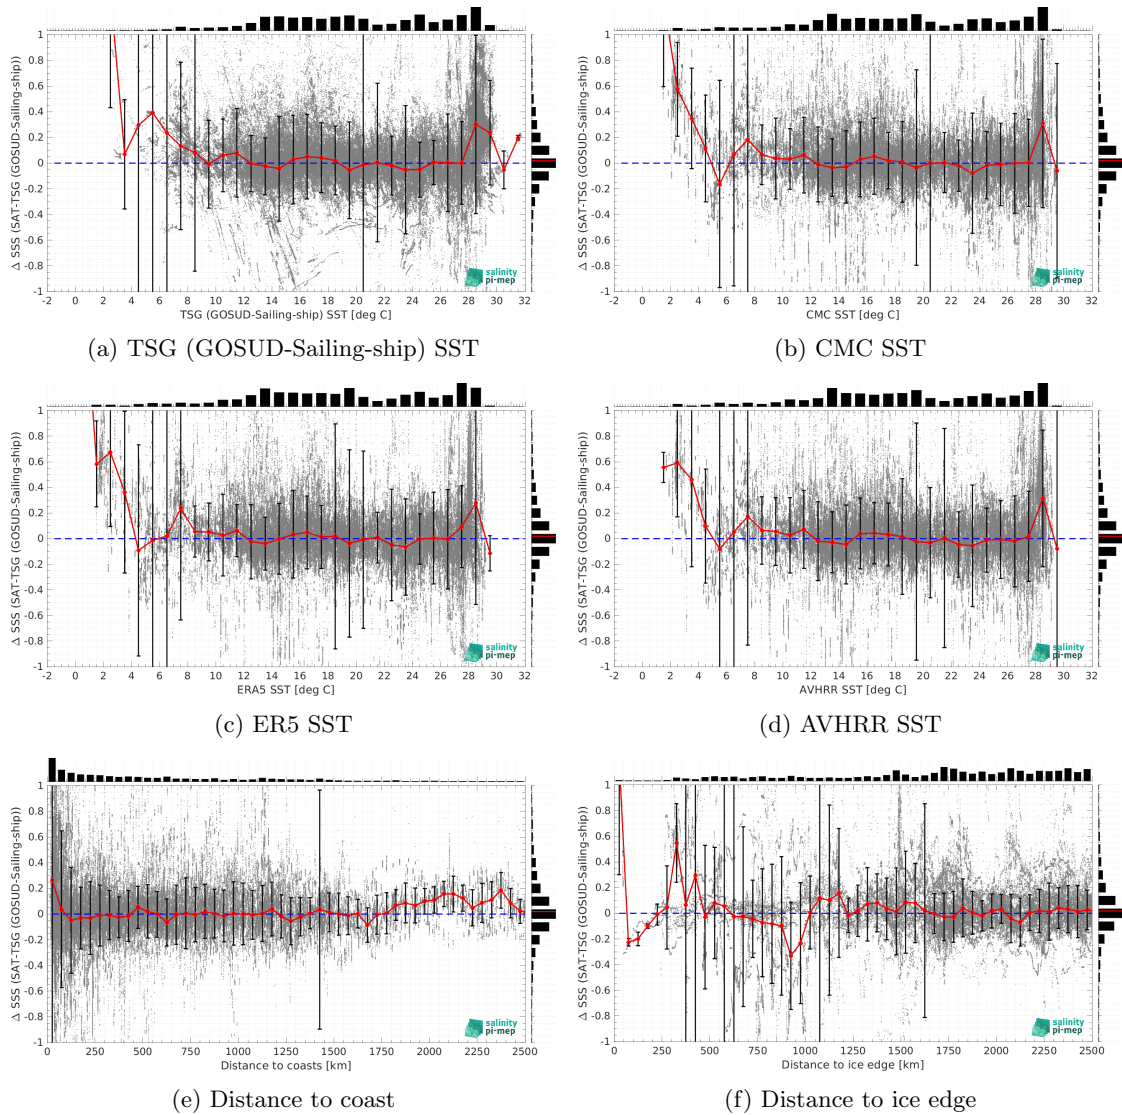 Δ SSS (SAT-TSG (GOSUD-Sailing-ship))
1
0.8
0.6
0.4
0.2
0
-0.2
-0.4
-0.6
-0.8
-1
salinity
pi-mep
-2 0 2 4 6 8 10 12 14 16 18 20 22 24 26 28 30 32
TSG (GOSUD-Sailing-ship) SST [deg C]
(a) TSG (GOSUD-Sailing-ship) SST
Δ SSS (SAT-TSG (GOSUD-Sailing-ship))
1
0.8
0.6
0.4
0.2
0
-0.2
-0.4
-0.6
-0.8
-1
salinity
pi-mep
-2 0 2 4 6 8 10 12 14 16 18 20 22 24 26 28 30 32
CMC SST [deg C]
(b) CMC SST
Δ SSS (SAT-TSG (GOSUD-Sailing-ship))
1
0.8
0.6
0.4
0.2
0
-0.2
-0.4
-0.6
-0.8
-1
salinity
pi-mep
-2 0 2 4 6 8 10 12 14 16 18 20 22 24 26 28 30 32
ERA5 SST [deg C]
(c) ER5 SST
Δ SSS (SAT-TSG (GOSUD-Sailing-ship))
1
0.8
0.6
0.4
0.2
0
-0.2
-0.4
-0.6
-0.8
-1
salinity
pi-mep
-2 0 2 4 6 8 10 12 14 16 18 20 22 24 26 28 30 32
AVHRR SST [deg C]
(d) AVHRR SST
Δ SSS (SAT-TSG (GOSUD-Sailing-ship))
1
0.8
0.6
0.4
0.2
0
-0.2
-0.4
-0.6
-0.8
-1
salinity
pi-mep
0 250 500 750 1000 1250 1500 1750 2000 2250 2500
Distance to coasts [km]
(e) Distance to coast
Δ SSS (SAT-TSG (GOSUD-Sailing-ship))
1
0.8
0.6
0.4
0.2
0
-0.2
-0.4
-0.6
-0.8
-1
salinity
pi-mep
0 250 500 750 1000 1250 1500 1750 2000 2250 2500
Distance to ice edge [km]
(f) Distance to ice edge